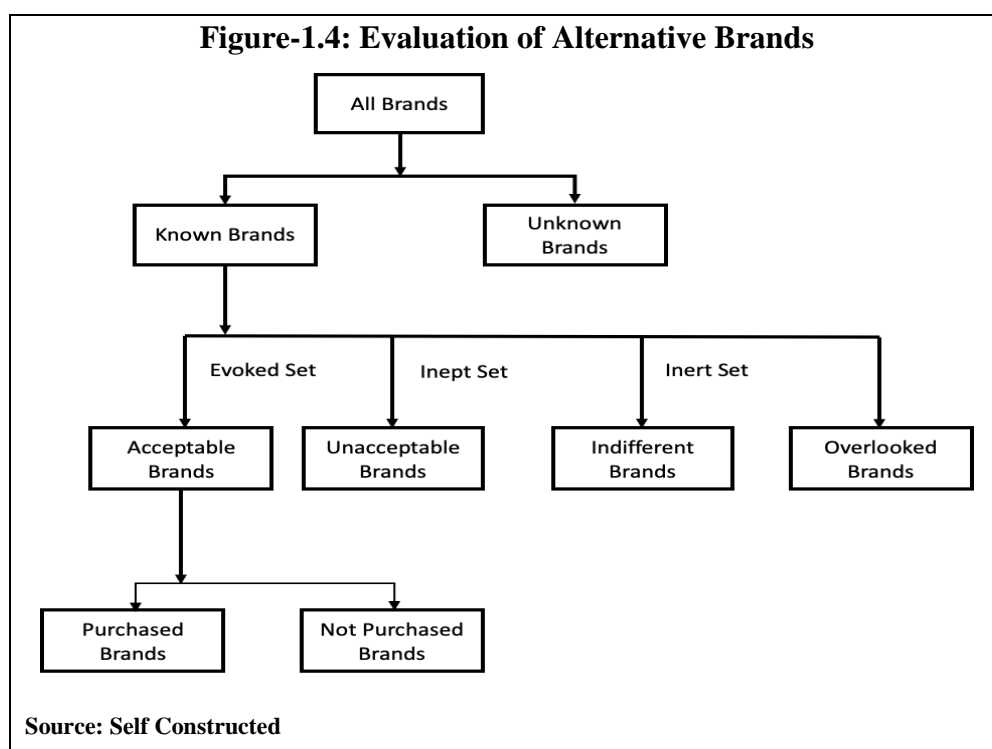 Figure-1.4: Evaluation of Alternative Brands
All Brands
Known Brands
Unknown
Brands
Evoked Set
Inept Set
Inert Set
Acceptable
Brands
Unacceptable
Brands
Indifferent
Brands
Overlooked
Brands
Purchased
Brands
Not Purchased
Brands
Source: Self Constructed